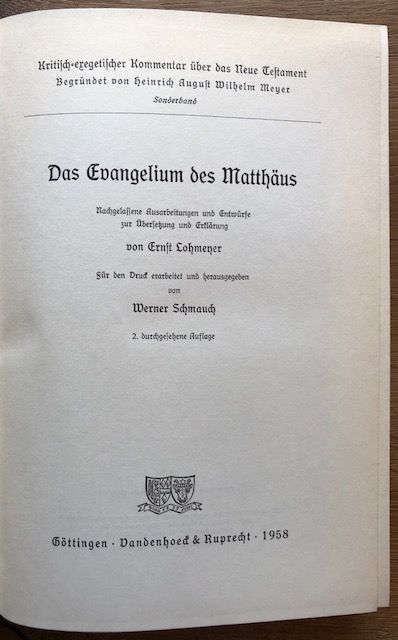 Kritisch-exegetischer Kommentar über das Neue Testament
Begründet von Heinrich August Wilhelm Meyer
Sonderband
Das Evangelium des Matthäus
Nachgelassene Ausarbeitungen und Entwürfe
zur Übersetzung und Erklärung
von Ernst Lohmeyer
Für den Druck erarbeitet und herausgegeben
von
Werner Schmauch
2. durchgesehene Auflage
Göttingen · Vandenhoeck & Ruprecht · 1958